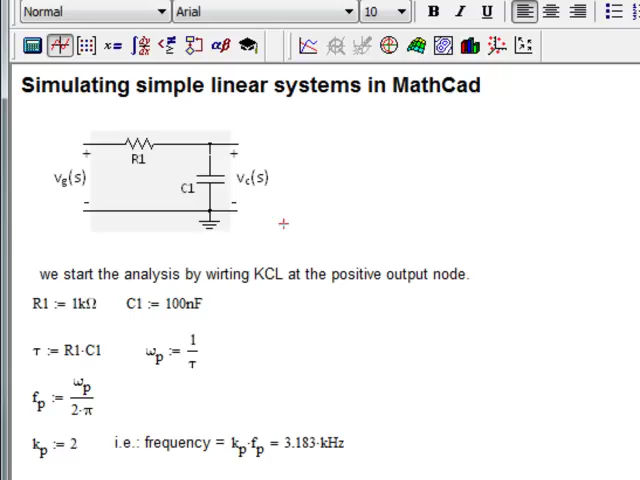 Normal Arial 10 B I U
x= αβ
Simulating simple linear systems in MathCad
+ R1 +
vg(s) C1 vc(s)
- -
we start the analysis by wirting KCL at the positive output node.
R1 := 1kΩ C1 := 100nF
τ := R1·C1 ωp := 1/τ
fp := ωp/2·π
kp := 2 i.e.: frequency = kp·fp = 3.183·kHz